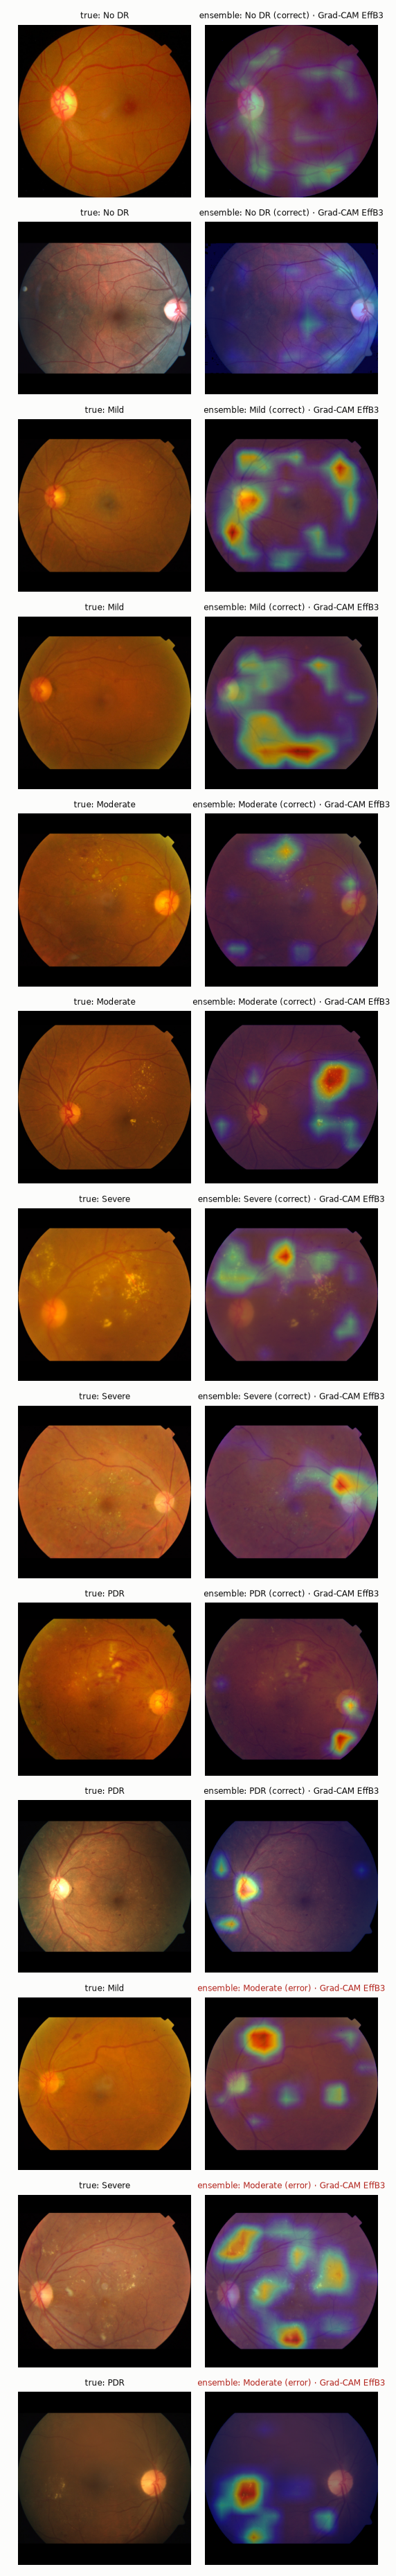 true: No DR
ensemble: No DR (correct) · Grad-CAM EffB3
true: No DR
ensemble: No DR (correct) · Grad-CAM EffB3
true: Mild
ensemble: Mild (correct) · Grad-CAM EffB3
true: Mild
ensemble: Mild (correct) · Grad-CAM EffB3
true: Moderate
ensemble: Moderate (correct) · Grad-CAM EffB3
true: Moderate
ensemble: Moderate (correct) · Grad-CAM EffB3
true: Severe
ensemble: Severe (correct) · Grad-CAM EffB3
true: Severe
ensemble: Severe (correct) · Grad-CAM EffB3
true: PDR
ensemble: PDR (correct) · Grad-CAM EffB3
true: PDR
ensemble: PDR (correct) · Grad-CAM EffB3
true: Mild
ensemble: Moderate (error) · Grad-CAM EffB3
true: Severe
ensemble: Moderate (error) · Grad-CAM EffB3
true: PDR
ensemble: Moderate (error) · Grad-CAM EffB3